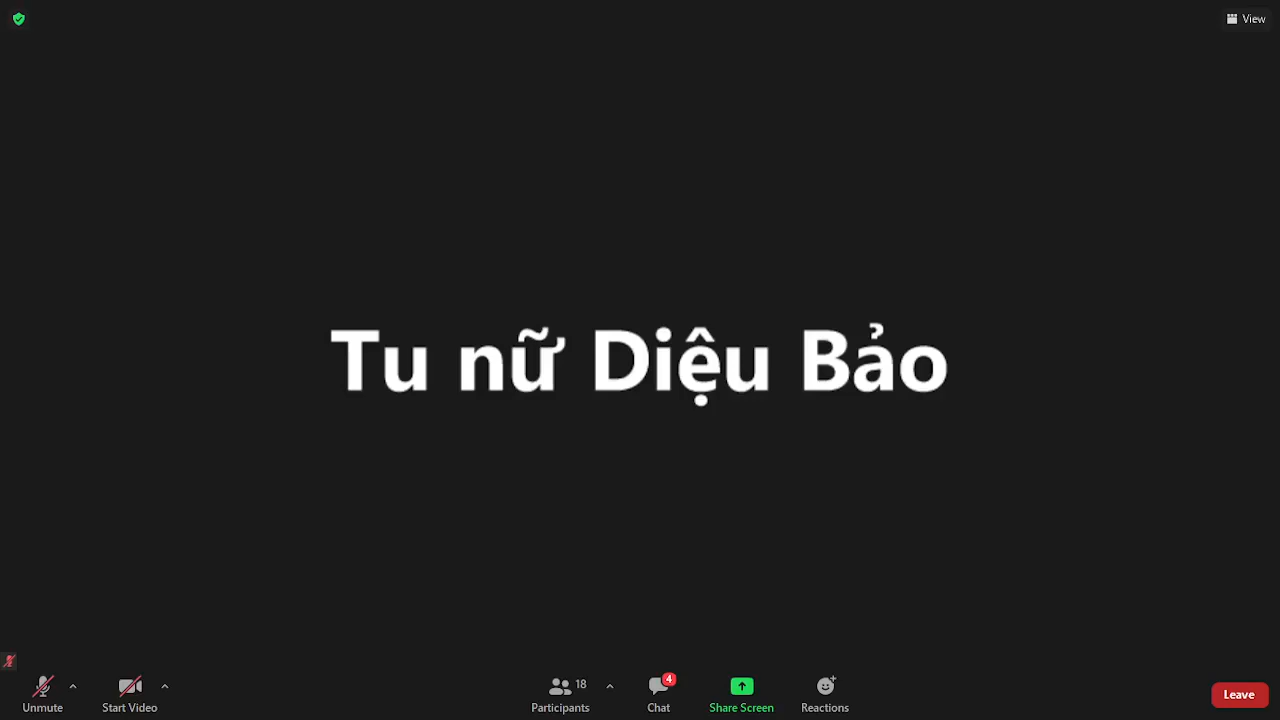 View
Tu nữ Diệu Bảo
18
4
Unmute
Start Video
Participants
Chat
Share Screen
Reactions
Leave